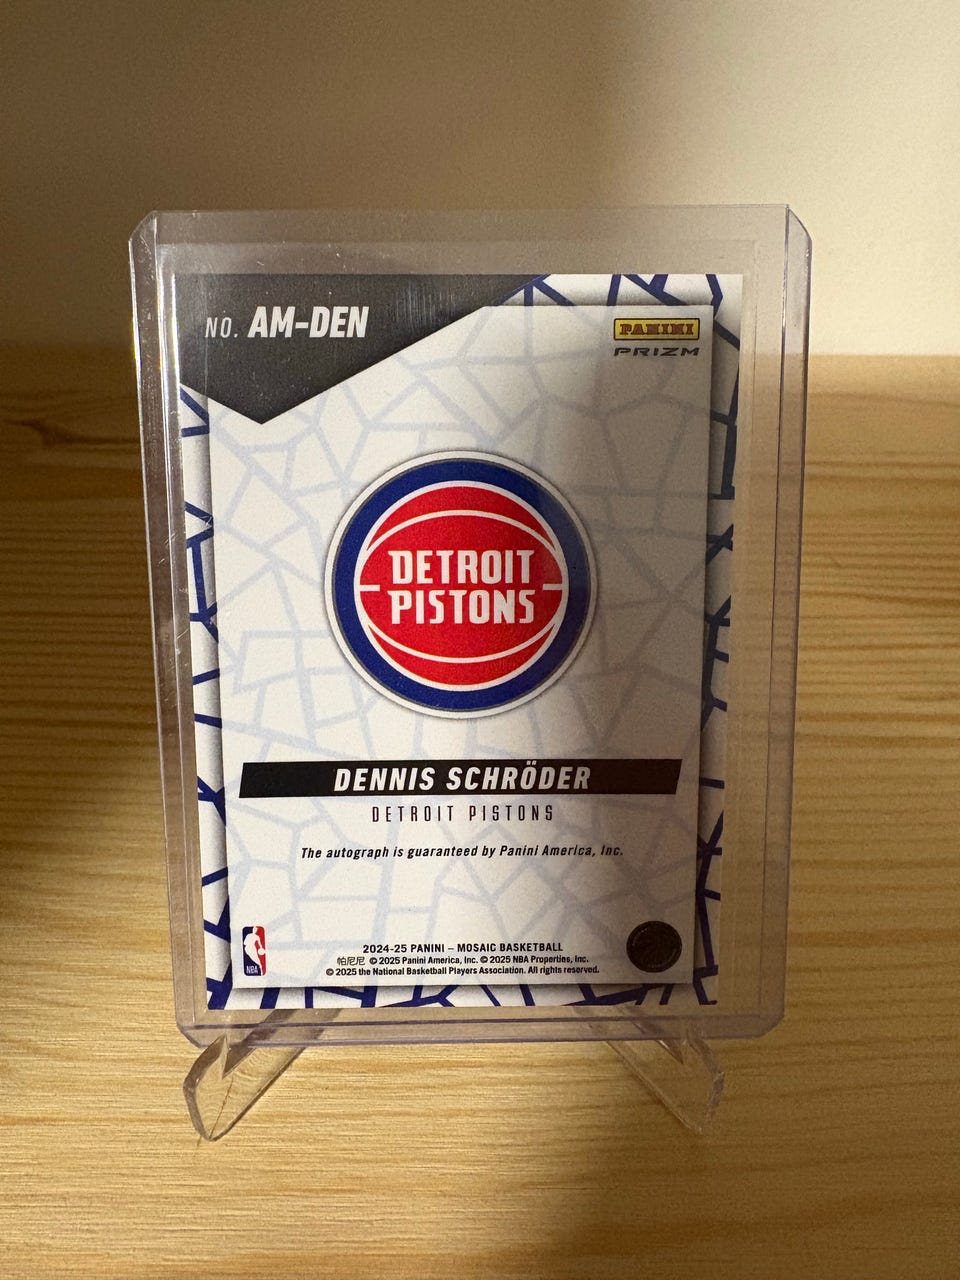 NO. AM-DEN
PANINI
PRIZM
DETROIT
PISTONS
DENNIS SCHRÖDER
DETROIT PISTONS
The autograph is guaranteed by Panini America, Inc.
2024-25 PANINI – MOSAIC BASKETBALL
帕尼尼 © 2025 Panini America, Inc. © 2025 NBA Properties, Inc.
© 2025 the National Basketball Players Association. All rights reserved.
NBA